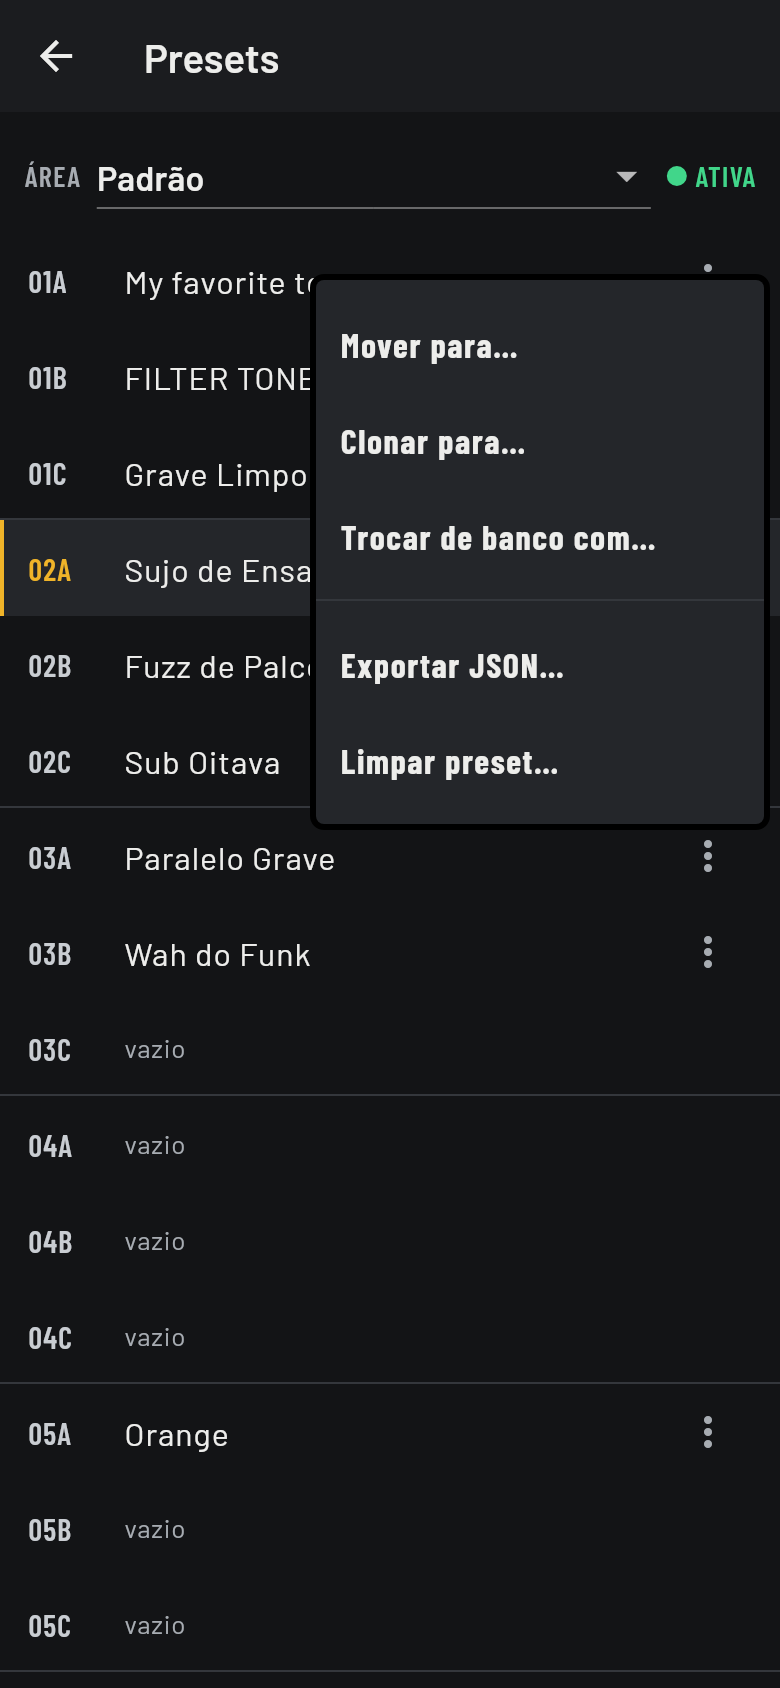 Presets
ÁREA Padrão ATIVA
01A My favorite
01B FILTER TONE
01C Grave Limpo
02A Sujo de
02B Fuzz de
02C Sub Oitava
03A Paralelo Grave
03B Wah do Funk
03C vazio
04A vazio
04B vazio
04C vazio
05A Orange
05B vazio
05C vazio
Mover para...
Clonar para...
Trocar de banco com...
Exportar JSON...
Limpar preset...